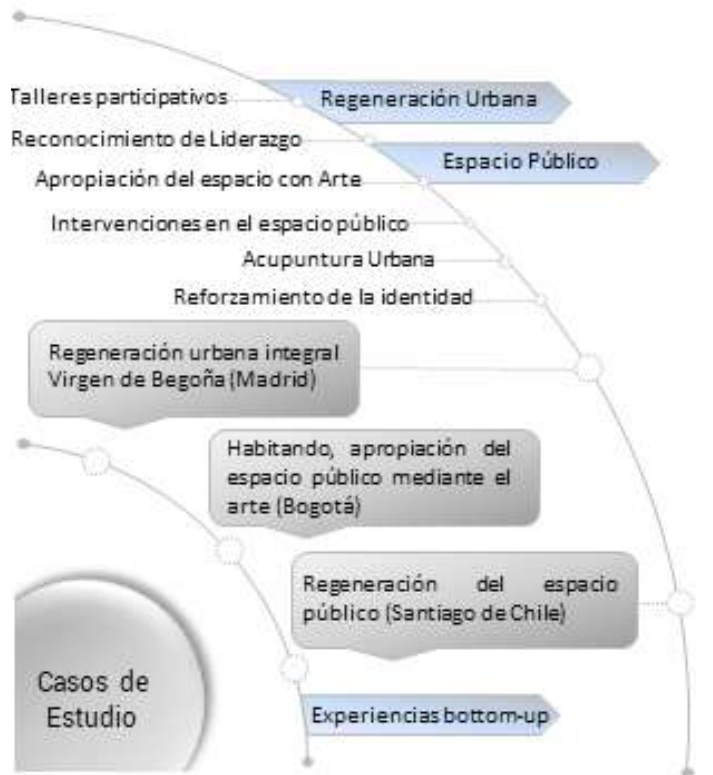 Talleres participativos
Regeneración Urbana
Reconocimiento de Liderazgo
Espacio Público
Apropiación del espacio con Arte
Intervenciones en el espacio público
Acupuntura Urbana
Reforzamiento de la identidad
Regeneración urbana integral
Virgen de Begoña (Madrid)
Habitando, apropiación del
espacio público mediante el
arte (Bogotá)
Regeneración del espacio
público (Santiago de Chile)
Casos de
Estudio
Experiencias bottom-up